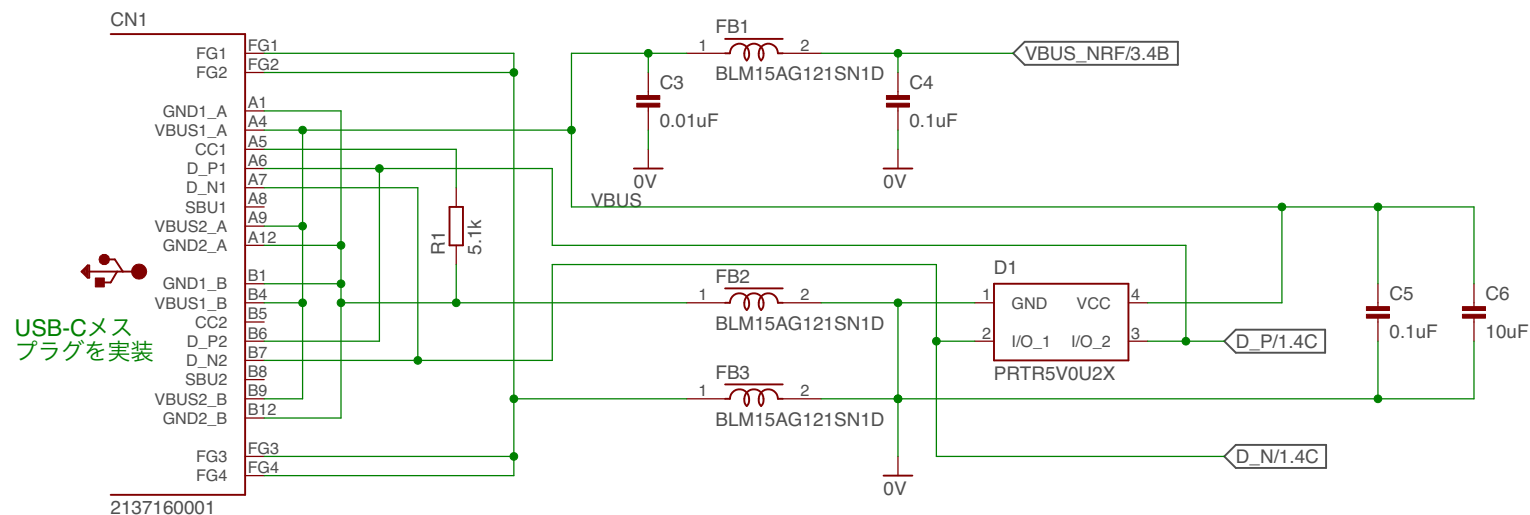 CN1
FG1 FG1
FG2 FG2
GND1_A A1
VBUS1_A A4
CC1 A5
D_P1 A6
D_N1 A7
SBU1 A8
VBUS2_A A9
GND2_A A12
GND1_B B1
VBUS1_B B4
CC2 B5
D_P2 B6
D_N2 B7
SBU2 B8
VBUS2_B B9
GND2_B B12
FG3 FG3
FG4 FG4
2137160001
USB-Cメス
プラグを実装
R1
5.1k
FB1
1 2
BLM15AG121SN1D
VBUS_NRF/3.4B
C3
0.01uF
0V
C4
0.1uF
0V
VBUS
FB2
1 2
BLM15AG121SN1D
FB3
1 2
BLM15AG121SN1D
0V
D1
1 GND VCC 4
2 I/O_1 I/O_2 3
PRTR5V0U2X
D_P/1.4C
D_N/1.4C
C5
0.1uF
C6
10uF